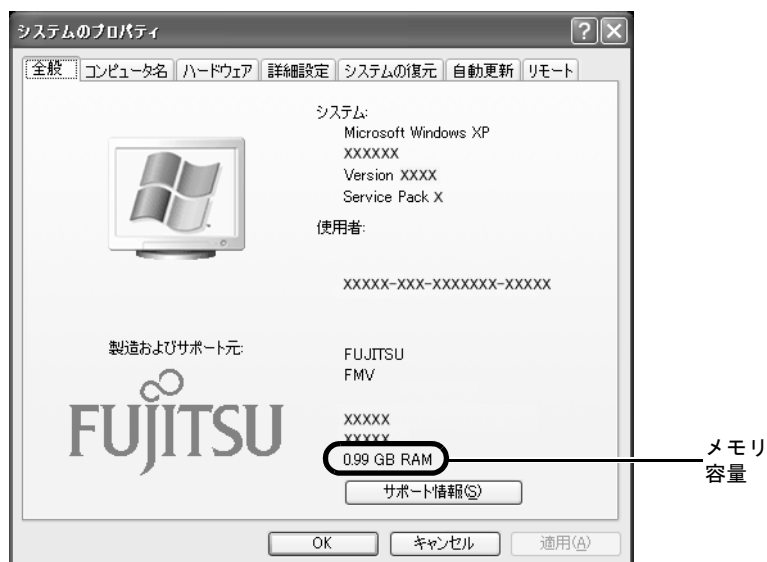 システムのプロパティ
全般 コンピュータ名 ハードウェア 詳細設定 システムの復元 自動更新 リモート
システム:
Microsoft Windows XP
XXXXXX
Version XXXX
Service Pack X
使用者:
XXXXX-XXX-XXXXXXX-XXXXX
製造およびサポート元:
FUJITSU
FUJITSU
FMV
XXXXX
XXXXX
0.99 GB RAM
メモリ
容量
サポート情報(S)
OK キャンセル 適用(A)